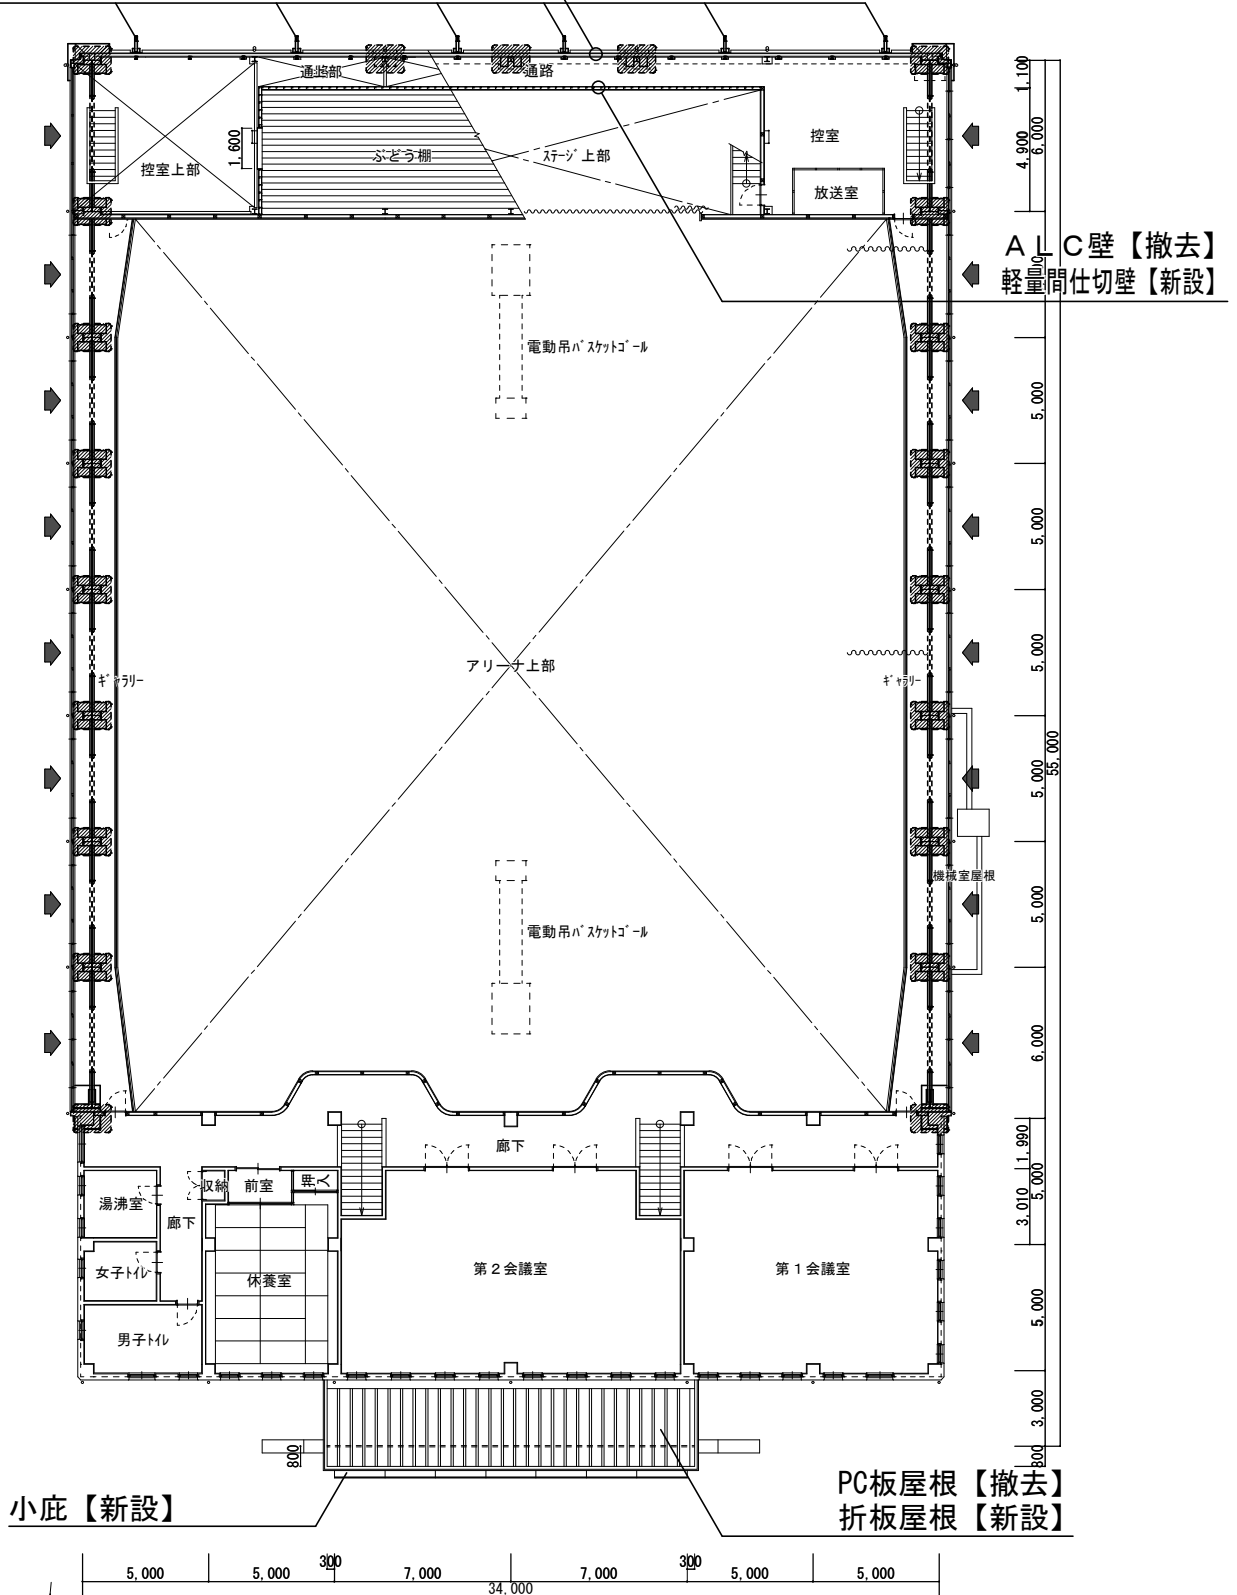 通路部
通路
1,100
控室上部
1,600
ぶどう棚
ｽﾃｰｼﾞ上部
控室
放送室
4,900
6,000
ＡＬＣ壁【撤去】
軽量間仕切壁【新設】
電動吊ﾊﾞｽｹｯﾄｺﾞｰﾙ
5,000
5,000
アリーナ上部
ｷﾞｬﾗﾘｰ
ｷﾞｬﾗﾘｰ
5,000
5,000
55,000
機械室屋根
5,000
電動吊ﾊﾞｽｹｯﾄｺﾞｰﾙ
6,000
廊下
1,990
3,010
5,000
湯沸室
収納
前室
押入
廊下
女子ﾄｲﾚ
休養室
第２会議室
第１会議室
男子ﾄｲﾚ
5,000
3,000
800
800
小庇【新設】
PC板屋根【撤去】
折板屋根【新設】
5,000
5,000
300
7,000
7,000
300
5,000
5,000
34,000